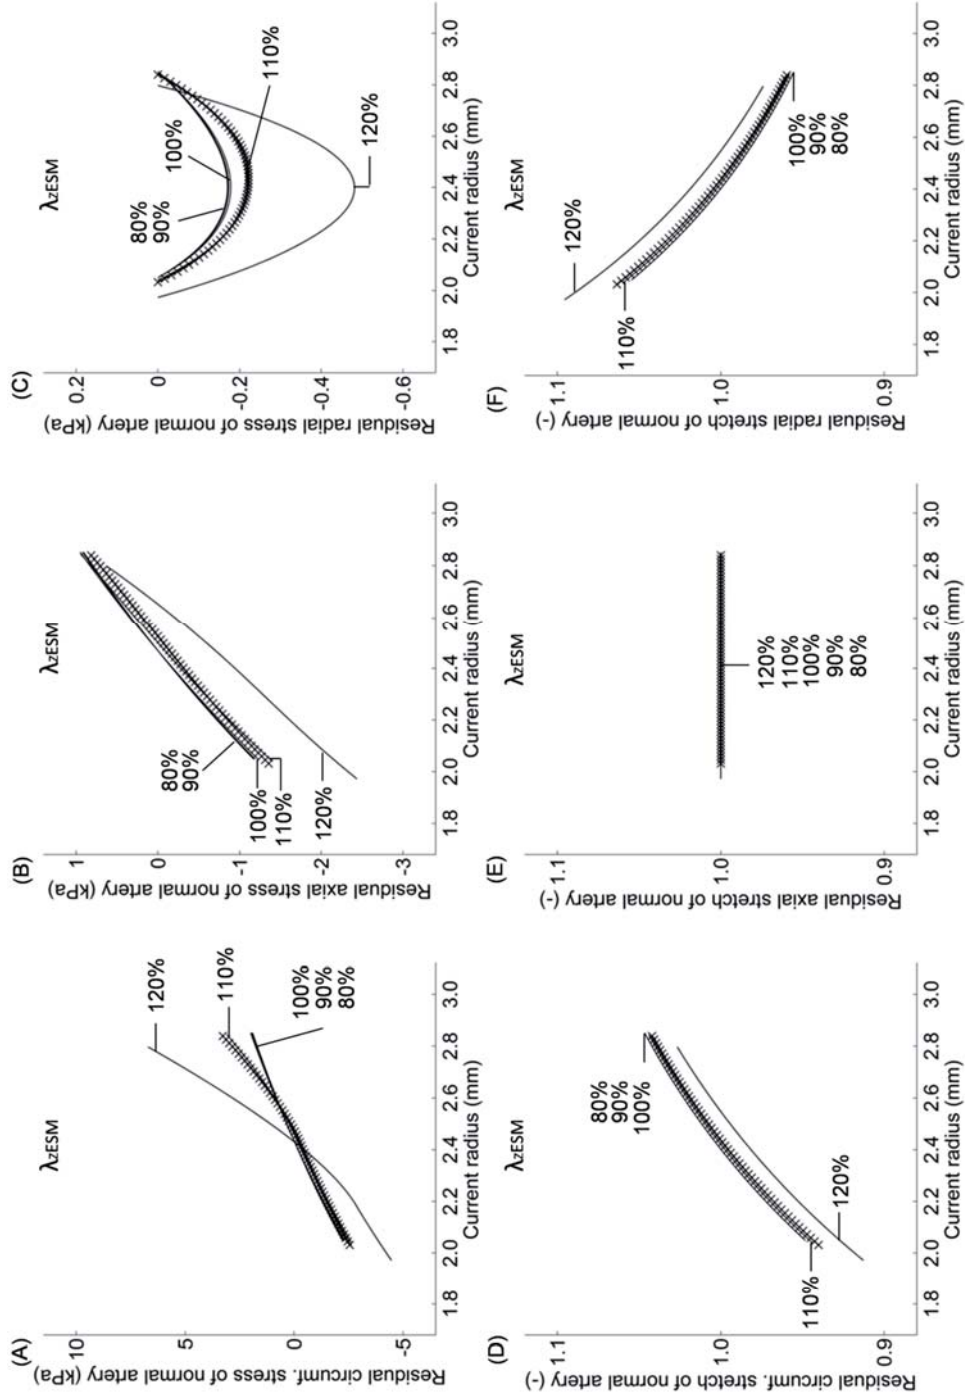 (A)
λzESM
Residual circumf. stress of normal artery (kPa)
10
5
0
-5
1.8 2.0 2.2 2.4 2.6 2.8 3.0
Current radius (mm)
120%
110%
100%
90%
80%
(B)
λzESM
Residual axial stress of normal artery (kPa)
1
0
-1
-2
-3
1.8 2.0 2.2 2.4 2.6 2.8 3.0
Current radius (mm)
80%
90%
100%
110%
120%
(C)
λzESM
Residual radial stress of normal artery (kPa)
0.2
0
-0.2
-0.4
-0.6
1.8 2.0 2.2 2.4 2.6 2.8 3.0
Current radius (mm)
80%
90%
100%
110%
120%
(D)
λzESM
Residual circum. stretch of normal artery (-)
1.1
1.0
0.9
1.8 2.0 2.2 2.4 2.6 2.8 3.0
Current radius (mm)
80%
90%
100%
110%
120%
(E)
λzESM
Residual axial stretch of normal artery (-)
1.1
1.0
0.9
1.8 2.0 2.2 2.4 2.6 2.8 3.0
Current radius (mm)
120%
110%
100%
90%
80%
(F)
λzESM
Residual radial stretch of normal artery (-)
1.1
1.0
0.9
1.8 2.0 2.2 2.4 2.6 2.8 3.0
Current radius (mm)
120%
110%
100%
90%
80%